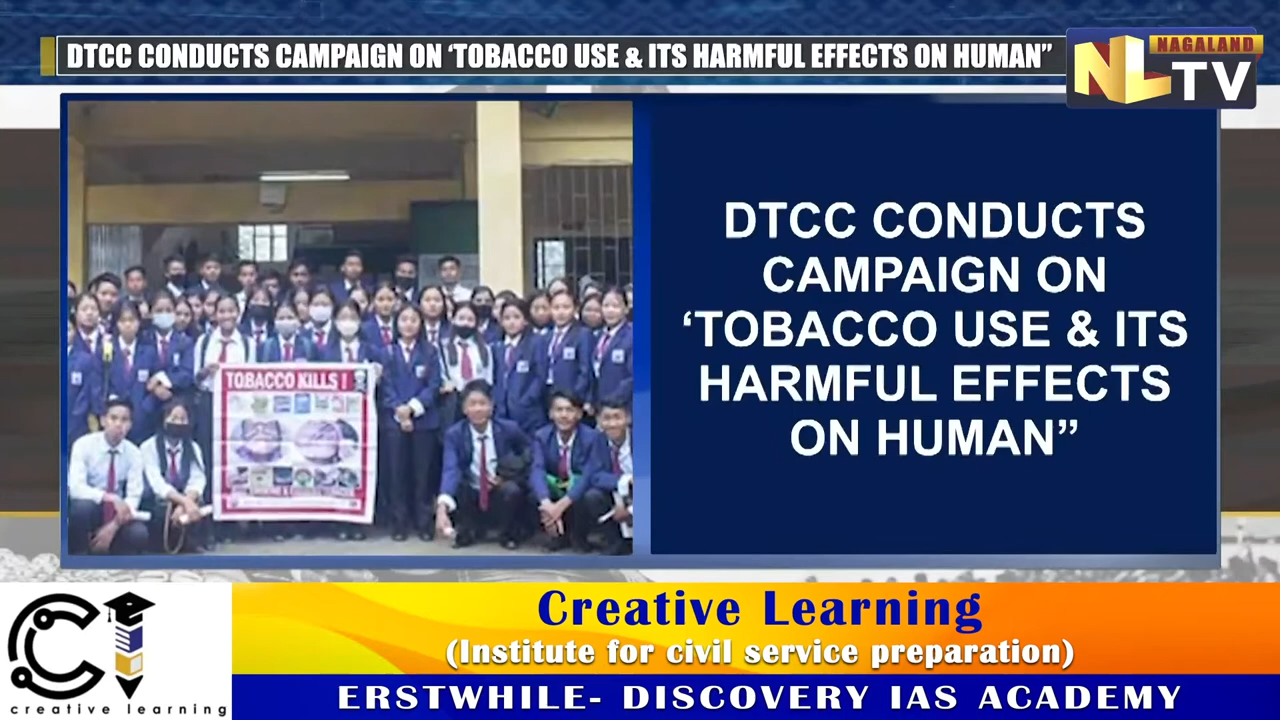 DTCC CONDUCTS CAMPAIGN ON ‘TOBACCO USE & ITS HARMFUL EFFECTS ON HUMAN”
NAGALAND
NLTV
DTCC CONDUCTS
CAMPAIGN ON
‘TOBACCO USE & ITS
HARMFUL EFFECTS
ON HUMAN”
TOBACCO KILLS !
Creative Learning
(Institute for civil service preparation)
ERSTWHILE- DISCOVERY IAS ACADEMY
creative learning